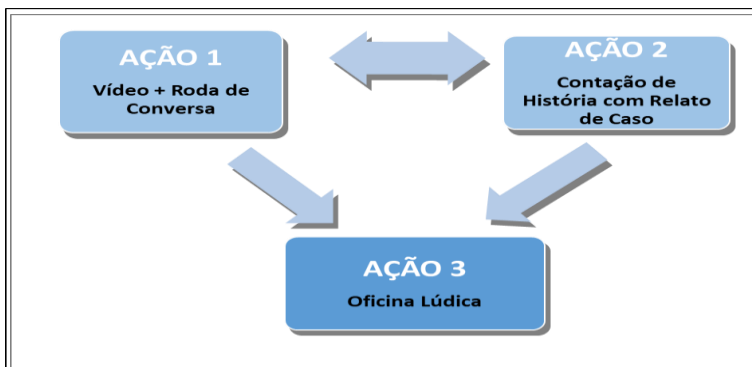 AÇÃO 1
Vídeo + Roda de
Conversa
AÇÃO 2
Contação de
História com Relato
de Caso
AÇÃO 3
Oficina Lúdica